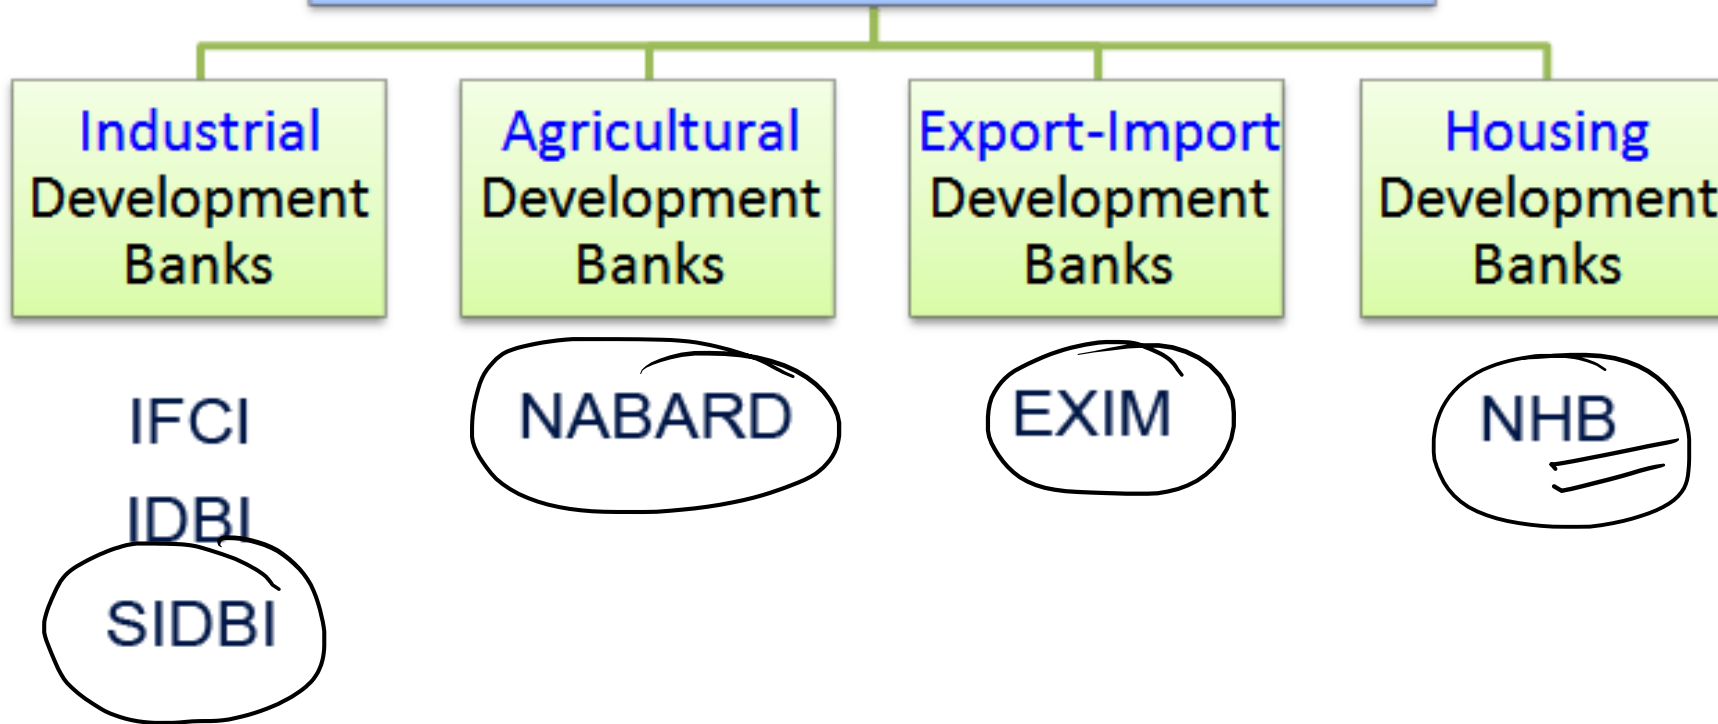 Industrial
Development
Banks
Agricultural
Development
Banks
Export-Import
Development
Banks
Housing
Development
Banks
IFCI
IDBI
SIDBI
NABARD
EXIM
NHB